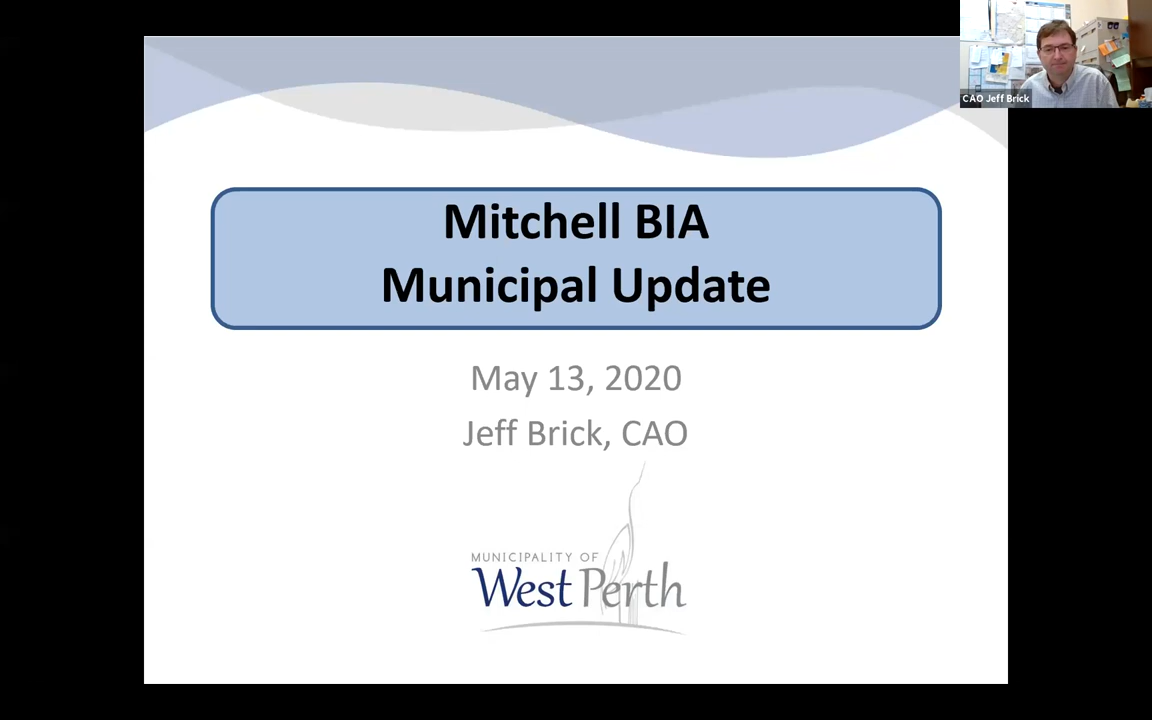 CAO Jeff Brick
Mitchell BIA
Municipal Update
May 13, 2020
Jeff Brick, CAO
MUNICIPALITY OF
West Perth